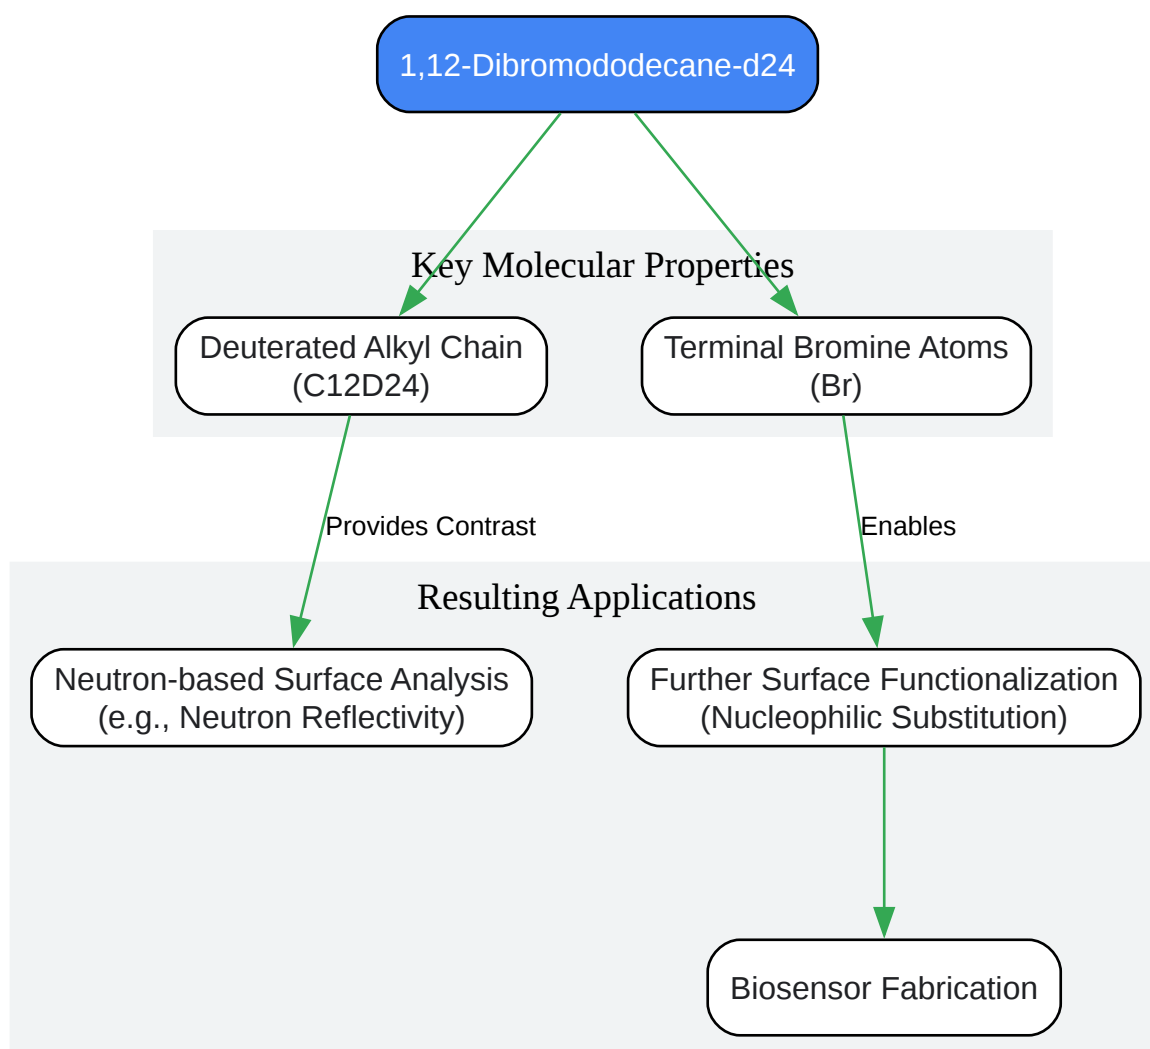 1,12-Dibromododecane-d24
Key Molecular Properties
Deuterated Alkyl Chain
(C12D24)
Terminal Bromine Atoms
(Br)
Provides Contrast
Enables
Resulting Applications
Neutron-based Surface Analysis
(e.g., Neutron Reflectivity)
Further Surface Functionalization
(Nucleophilic Substitution)
Biosensor Fabrication